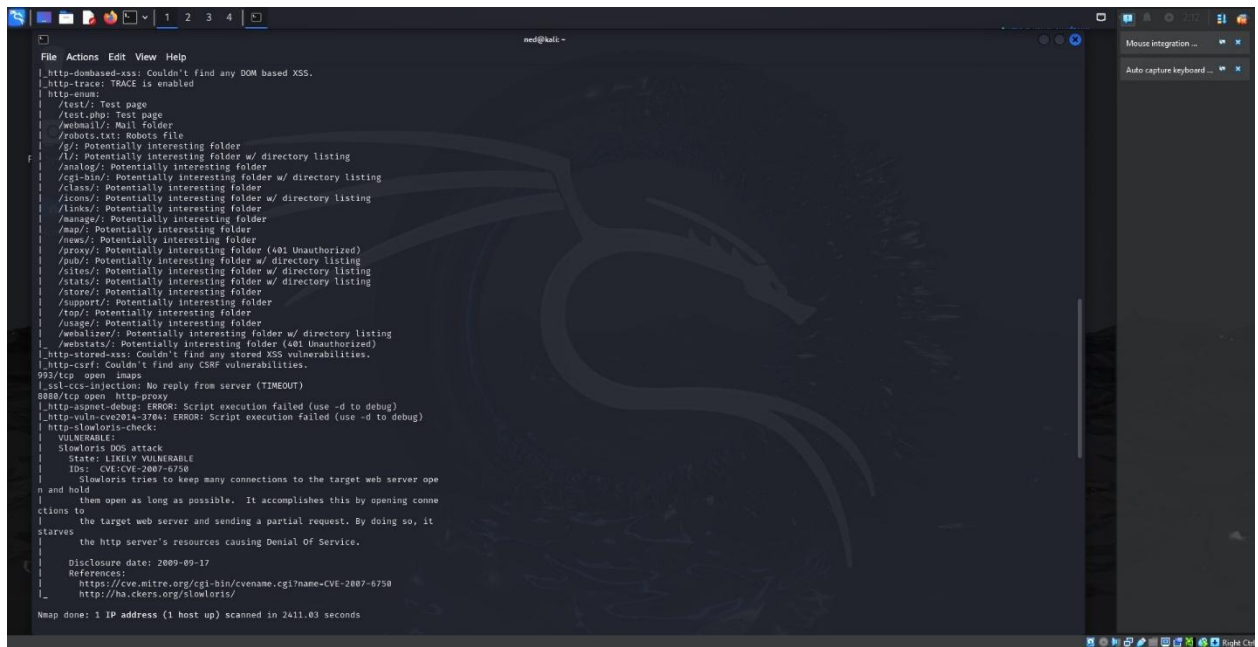 1 2 3 4
2:12
ned@kali: ~
Mouse integration ...
Auto capture keyboard ...
File Actions Edit View Help
|_http-dombased-xss: Couldn't find any DOM based XSS.
|_http-trace: TRACE is enabled
| http-enum:
|   /test/: Test page
|   /test.php: Test page
|   /webmail/: Mail folder
|   /robots.txt: Robots file
|   /g/: Potentially interesting folder
|   /l/: Potentially interesting folder w/ directory listing
|   /analog/: Potentially interesting folder
|   /cgi-bin/: Potentially interesting folder w/ directory listing
|   /class/: Potentially interesting folder
|   /icons/: Potentially interesting folder w/ directory listing
|   /links/: Potentially interesting folder
|   /manage/: Potentially interesting folder
|   /map/: Potentially interesting folder
|   /news/: Potentially interesting folder
|   /proxy/: Potentially interesting folder (401 Unauthorized)
|   /pub/: Potentially interesting folder w/ directory listing
|   /sites/: Potentially interesting folder w/ directory listing
|   /stats/: Potentially interesting folder w/ directory listing
|   /store/: Potentially interesting folder
|   /support/: Potentially interesting folder
|   /top/: Potentially interesting folder
|   /usage/: Potentially interesting folder
|   /webalizer/: Potentially interesting folder w/ directory listing
|_  /webstats/: Potentially interesting folder (401 Unauthorized)
|_http-stored-xss: Couldn't find any stored XSS vulnerabilities.
|_http-csrf: Couldn't find any CSRF vulnerabilities.
993/tcp  open  imaps
|_ssl-ccs-injection: No reply from server (TIMEOUT)
8080/tcp open  http-proxy
|_http-aspnet-debug: ERROR: Script execution failed (use -d to debug)
|_http-vuln-cve2014-3704: ERROR: Script execution failed (use -d to debug)
| http-slowloris-check:
|   VULNERABLE:
|   Slowloris DOS attack
|     State: LIKELY VULNERABLE
|     IDs:  CVE:CVE-2007-6750
|       Slowloris tries to keep many connections to the target web server ope
n and hold
|       them open as long as possible.  It accomplishes this by opening conne
ctions to
|       the target web server and sending a partial request. By doing so, it
starves
|       the http server's resources causing Denial Of Service.
|
|     Disclosure date: 2009-09-17
|     References:
|       https://cve.mitre.org/cgi-bin/cvename.cgi?name=CVE-2007-6750
|_      http://ha.ckers.org/slowloris/
Nmap done: 1 IP address (1 host up) scanned in 2411.03 seconds
Right Ctrl